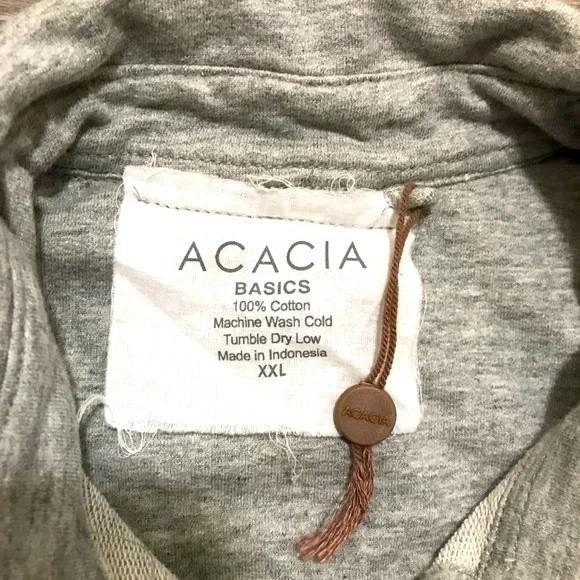 ACACIA
BASICS
100% Cotton
Machine Wash Cold
Tumble Dry Low
Made in Indonesia
XXL
ACACIA